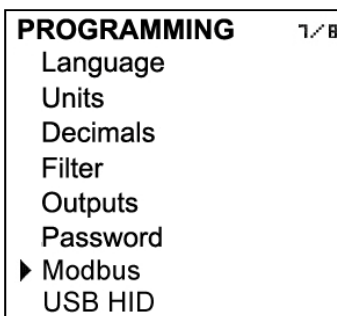 PROGRAMMING 7/8
Language
Units
Decimals
Filter
Outputs
Password
Modbus
USB HID